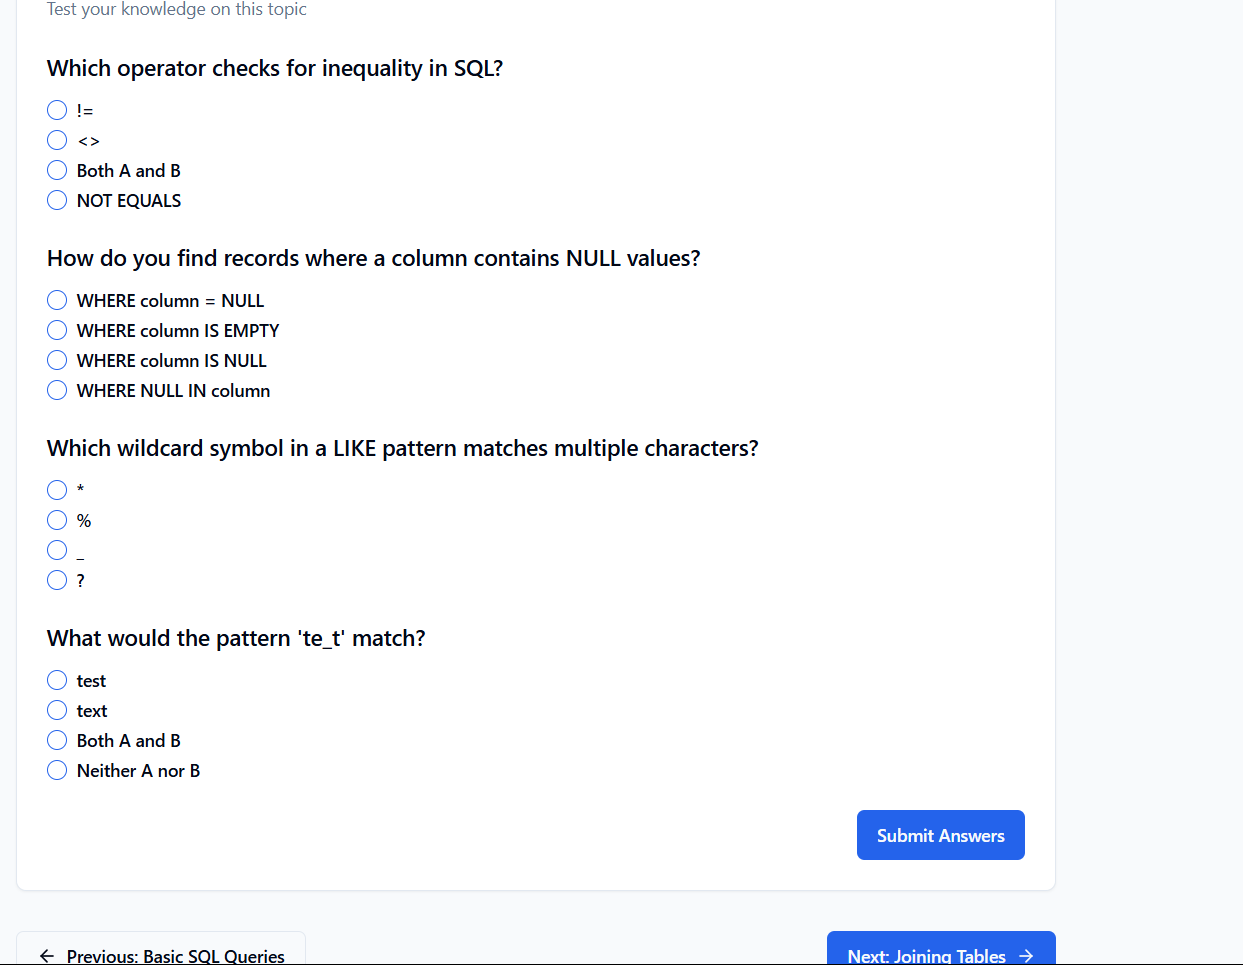 Test your knowledge on this topic
Which operator checks for inequality in SQL?
!=
<>
Both A and B
NOT EQUALS
How do you find records where a column contains NULL values?
WHERE column = NULL
WHERE column IS EMPTY
WHERE column IS NULL
WHERE NULL IN column
Which wildcard symbol in a LIKE pattern matches multiple characters?
*
%
_
?
What would the pattern 'te_t' match?
test
text
Both A and B
Neither A nor B
Submit Answers
← Previous: Basic SQL Queries
Next: Joining Tables →